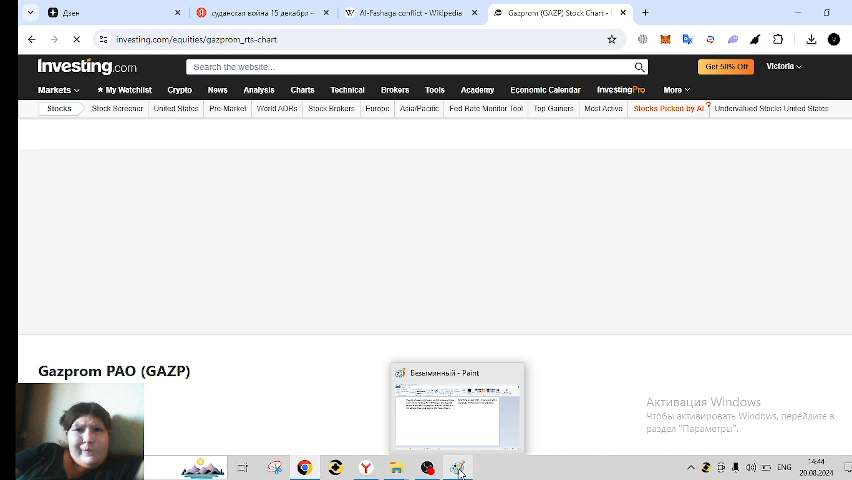 Дзен
суданская война 15 декабря –
Al-Fashaga conflict - Wikipedia
Gazprom (GAZP) Stock Chart -
investing.com/equities/gazprom_rts-chart
Investing.com
Search the website...
Get 50% Off
Victoria
Markets
My Watchlist
Crypto
News
Analysis
Charts
Technical
Brokers
Tools
Academy
Economic Calendar
InvestingPro
More
Stocks
Stock Screener
United States
Pre-Market
World ADRs
Stock Brokers
Europe
Asia/Pacific
Fed Rate Monitor Tool
Top Gainers
Most Active
Stocks Picked by AI
Undervalued Stocks United States
Gazprom PAO (GAZP)
Безымянный - Paint
Активация Windows
Чтобы активировать Windows, перейдите в
раздел "Параметры".
ENG
14:44
20.08.2024